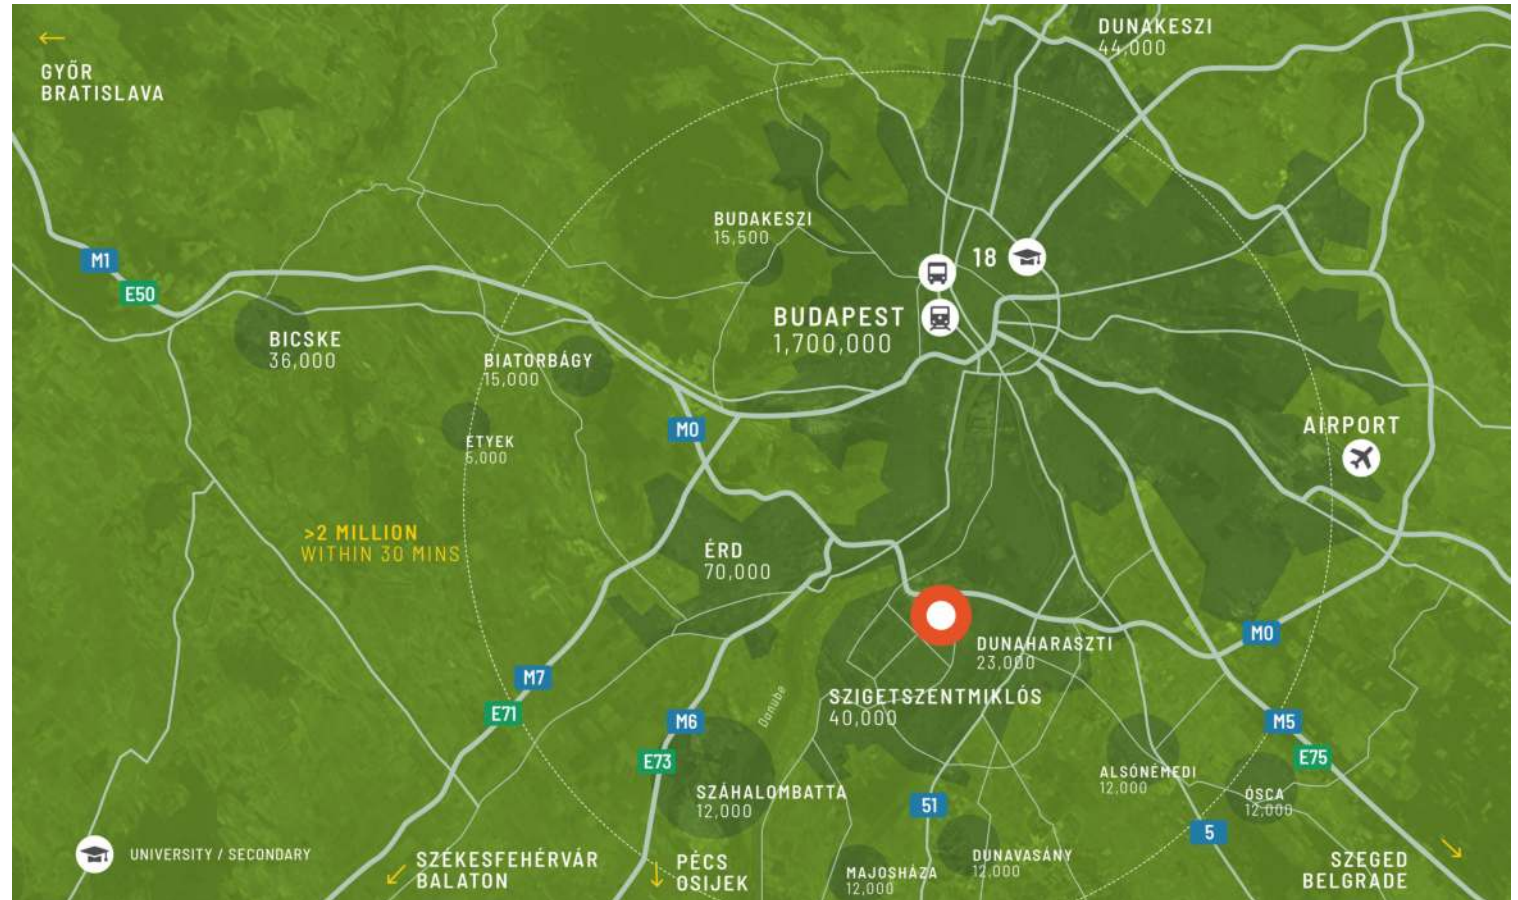 GYŐR
BRATISLAVA
DUNAKESZI
44,000
BUDAKESZI
15,500
M1
E50
18
BUDAPEST
1,700,000
BICSKE
36,000
BIATORBÁGY
15,000
M0
ETYEK
5,000
AIRPORT
>2 MILLION
WITHIN 30 MINS
ÉRD
70,000
DUNAHARASZTI
23,000
M0
M7
E71
SZIGETSZENTMIKLÓS
40,000
Danube
M6
E73
M5
E75
SZÁHALOMBATTA
12,000
ALSÓNÉMEDI
12,000
ÓSCA
12,000
51
5
UNIVERSITY / SECONDARY
SZÉKESFEHÉRVÁR
BALATON
PÉCS
OSIJEK
MAJOSHÁZA
12,000
DUNAVASÁNY
12,000
SZEGED
BELGRADE